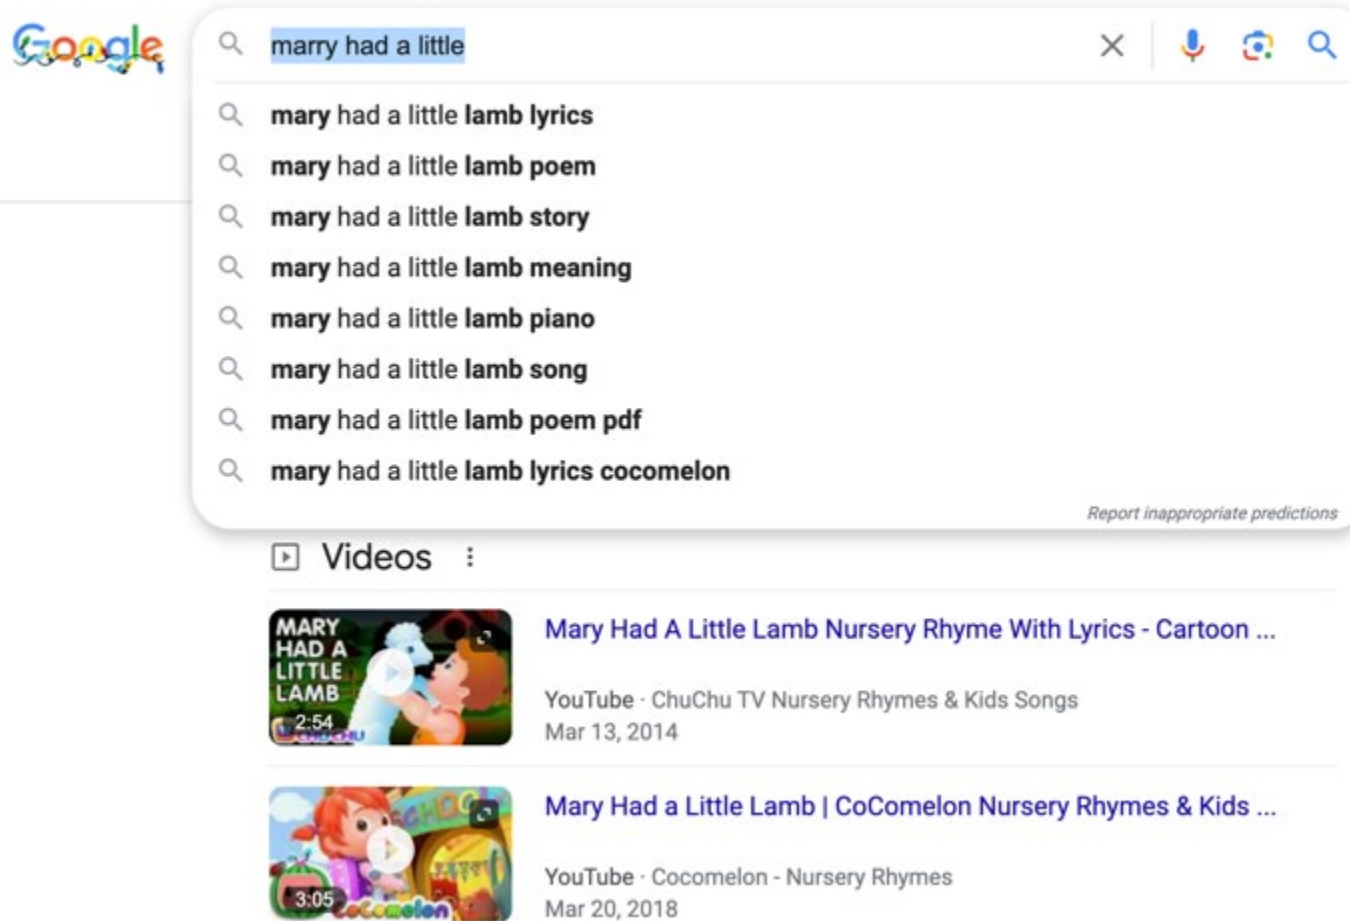 Google
marry had a little
mary had a little lamb lyrics
mary had a little lamb poem
mary had a little lamb story
mary had a little lamb meaning
mary had a little lamb piano
mary had a little lamb song
mary had a little lamb poem pdf
mary had a little lamb lyrics cocomelon
Report inappropriate predictions
Videos
MARY
HAD A
LITTLE
LAMB
2:54
CHUCHU
Mary Had A Little Lamb Nursery Rhyme With Lyrics - Cartoon ...
YouTube · ChuChu TV Nursery Rhymes & Kids Songs
Mar 13, 2014
SCHOOL
3:05
CoComelon
Mary Had a Little Lamb | CoComelon Nursery Rhymes & Kids ...
YouTube · Cocomelon - Nursery Rhymes
Mar 20, 2018